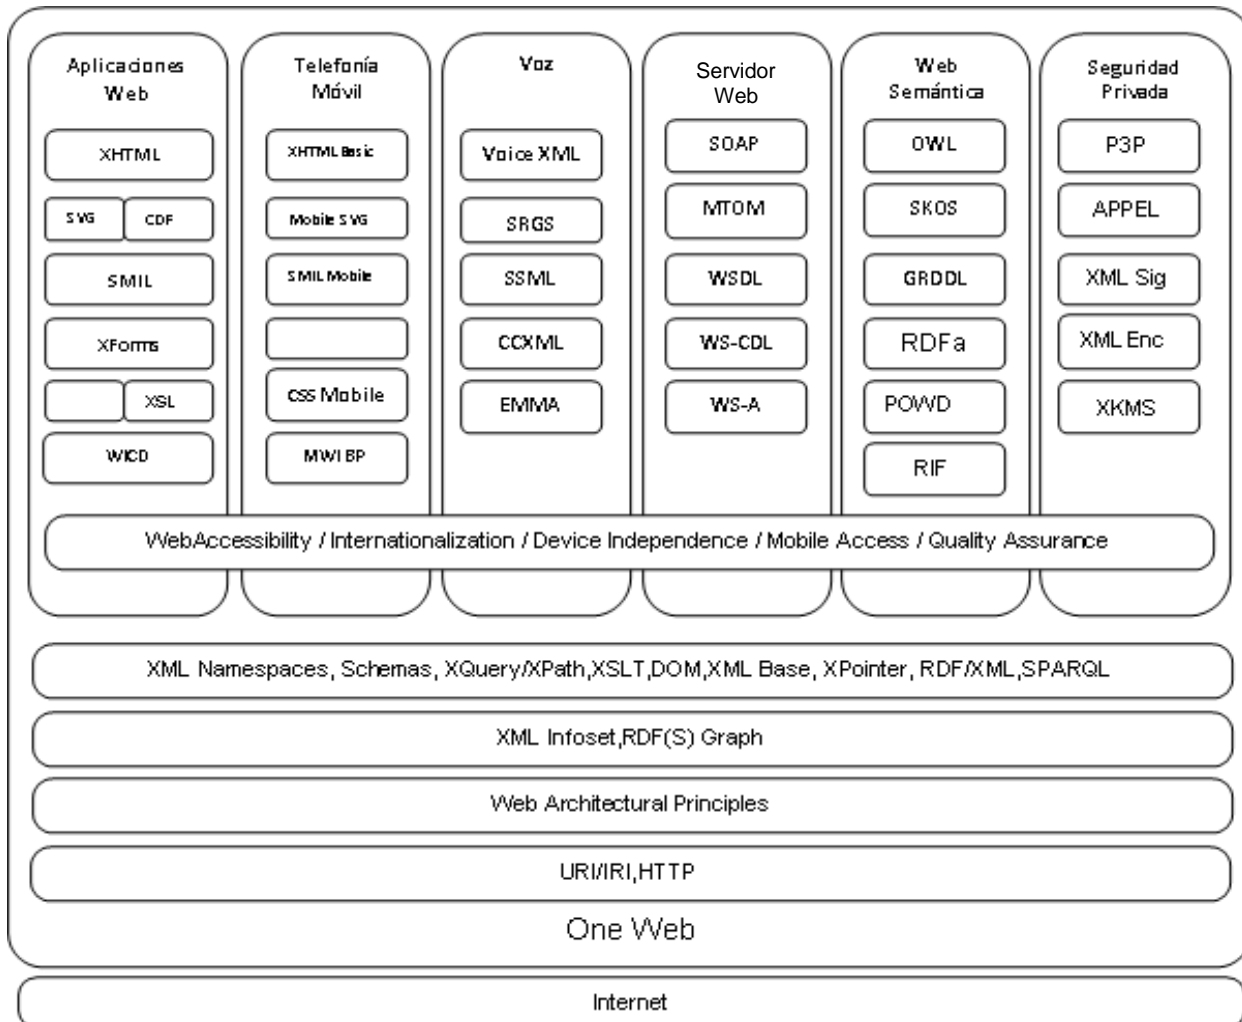 Aplicaciones
Web
XHTML
SVG
CDF
SMIL
XForms
XSL
WICD
Telefonía
Móvil
XHTML Basic
Mobile SVG
SMIL Mobile
CSS Mobile
MWI BP
Voz
Voice XML
SRGS
SSML
CCXML
EMMA
Servidor
Web
SOAP
MTOM
WSDL
WS-CDL
WS-A
Web
Semántica
OWL
SKOS
GRDDL
RDFa
POWD
RIF
Seguridad
Privada
P3P
APPEL
XML Sig
XML Enc
XKMS
WebAccessibility / Internationalization / Device Independence / Mobile Access / Quality Assurance
XML Namespaces, Schemas, XQuery/XPath,XSLT,DOM,XML Base, XPointer, RDF/XML,SPARQL
XML Infoset,RDF(S) Graph
Web Architectural Principles
URI/IRI,HTTP
One Web
Internet